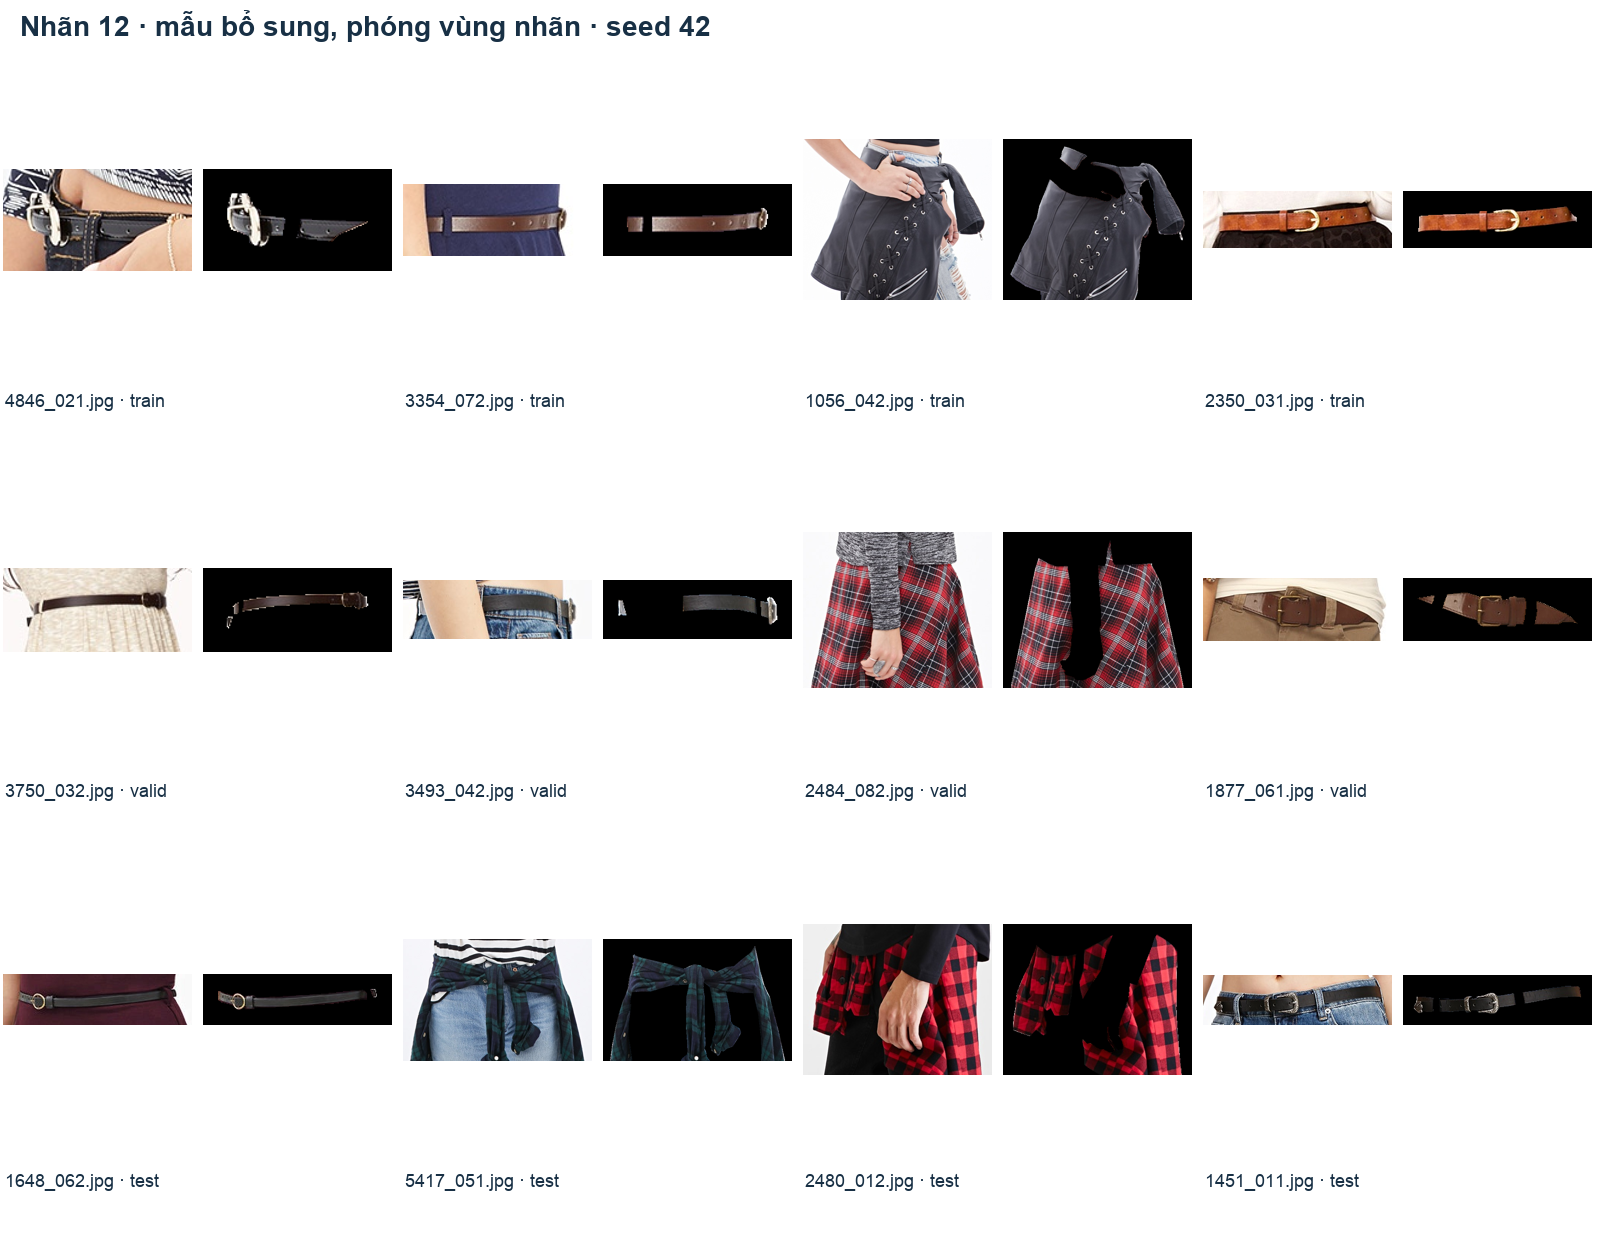 Nhãn 12 · mẫu bổ sung, phóng vùng nhãn · seed 42
4846_021.jpg · train
3354_072.jpg · train
1056_042.jpg · train
2350_031.jpg · train
3750_032.jpg · valid
3493_042.jpg · valid
2484_082.jpg · valid
1877_061.jpg · valid
1648_062.jpg · test
5417_051.jpg · test
2480_012.jpg · test
1451_011.jpg · test